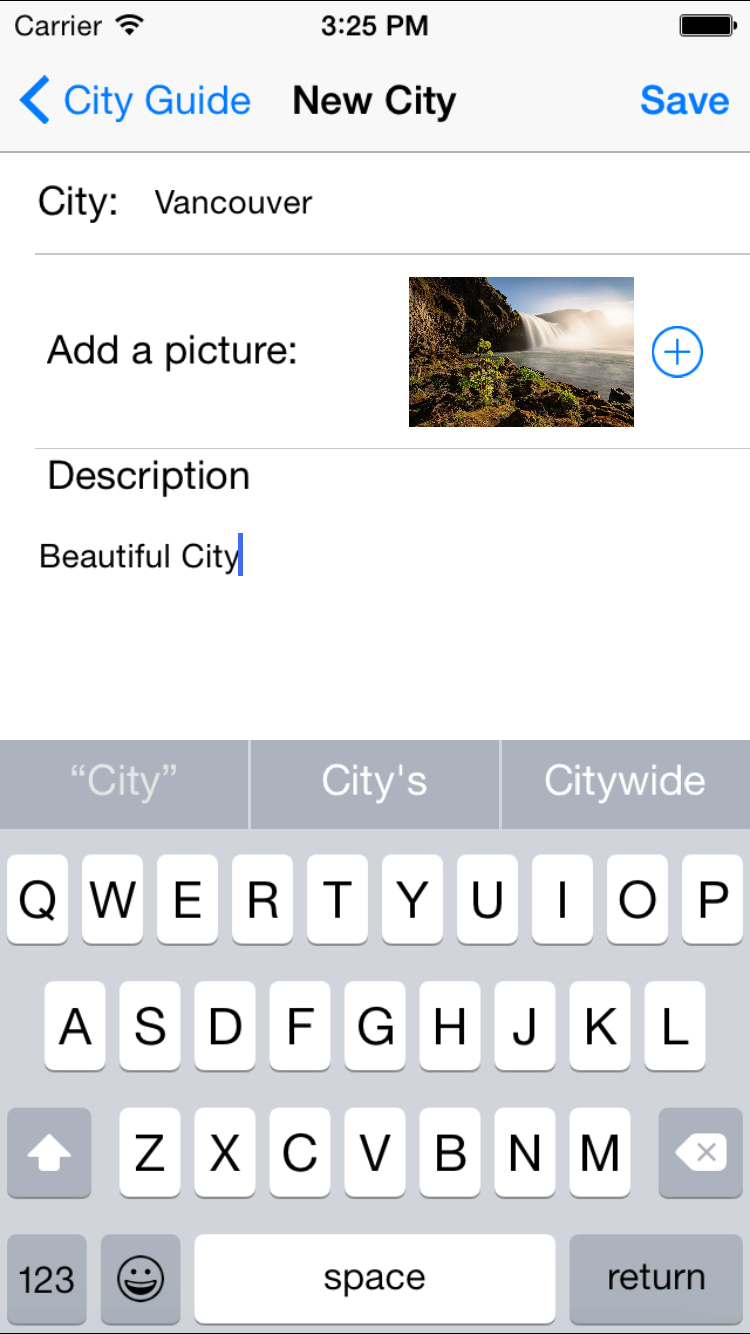 Carrier 3:25 PM
City Guide New City Save
City: Vancouver
Add a picture:
Description
Beautiful City
“City” City's Citywide
Q W E R T Y U I O P
A S D F G H J K L
Z X C V B N M
123 space return